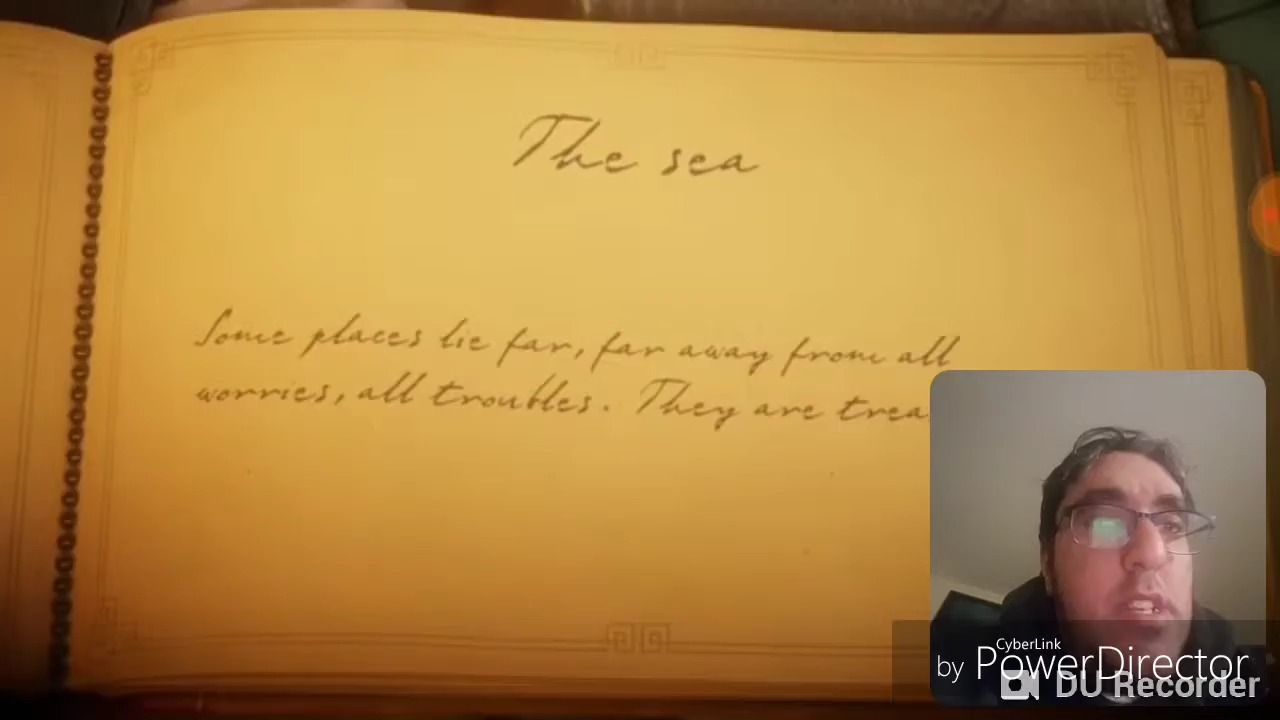 The sea
Some places lie far, far away from all
worries, all troubles. They are trea
CyberLink
by PowerDirector
DU Recorder